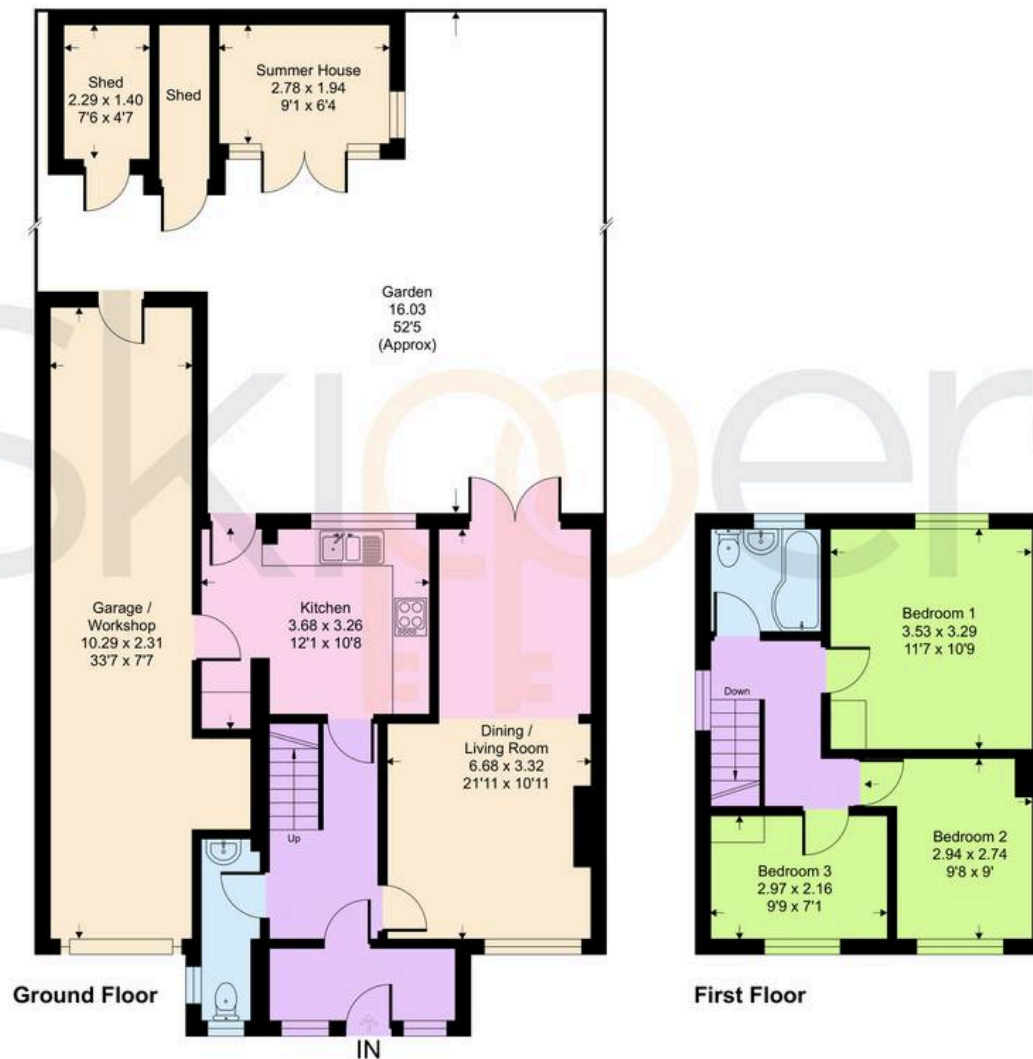 Shed
2.29 x 1.40
7'6 x 4'7
Shed
Summer House
2.78 x 1.94
9'1 x 6'4
Garden
16.03
52'5
(Approx)
Garage /
Workshop
10.29 x 2.31
33'7 x 7'7
Kitchen
3.68 x 3.26
12'1 x 10'8
Dining /
Living Room
6.68 x 3.32
21'11 x 10'11
Up
IN
Ground Floor
Bedroom 1
3.53 x 3.29
11'7 x 10'9
Down
Bedroom 2
2.94 x 2.74
9'8 x 9'
Bedroom 3
2.97 x 2.16
9'9 x 7'1
First Floor